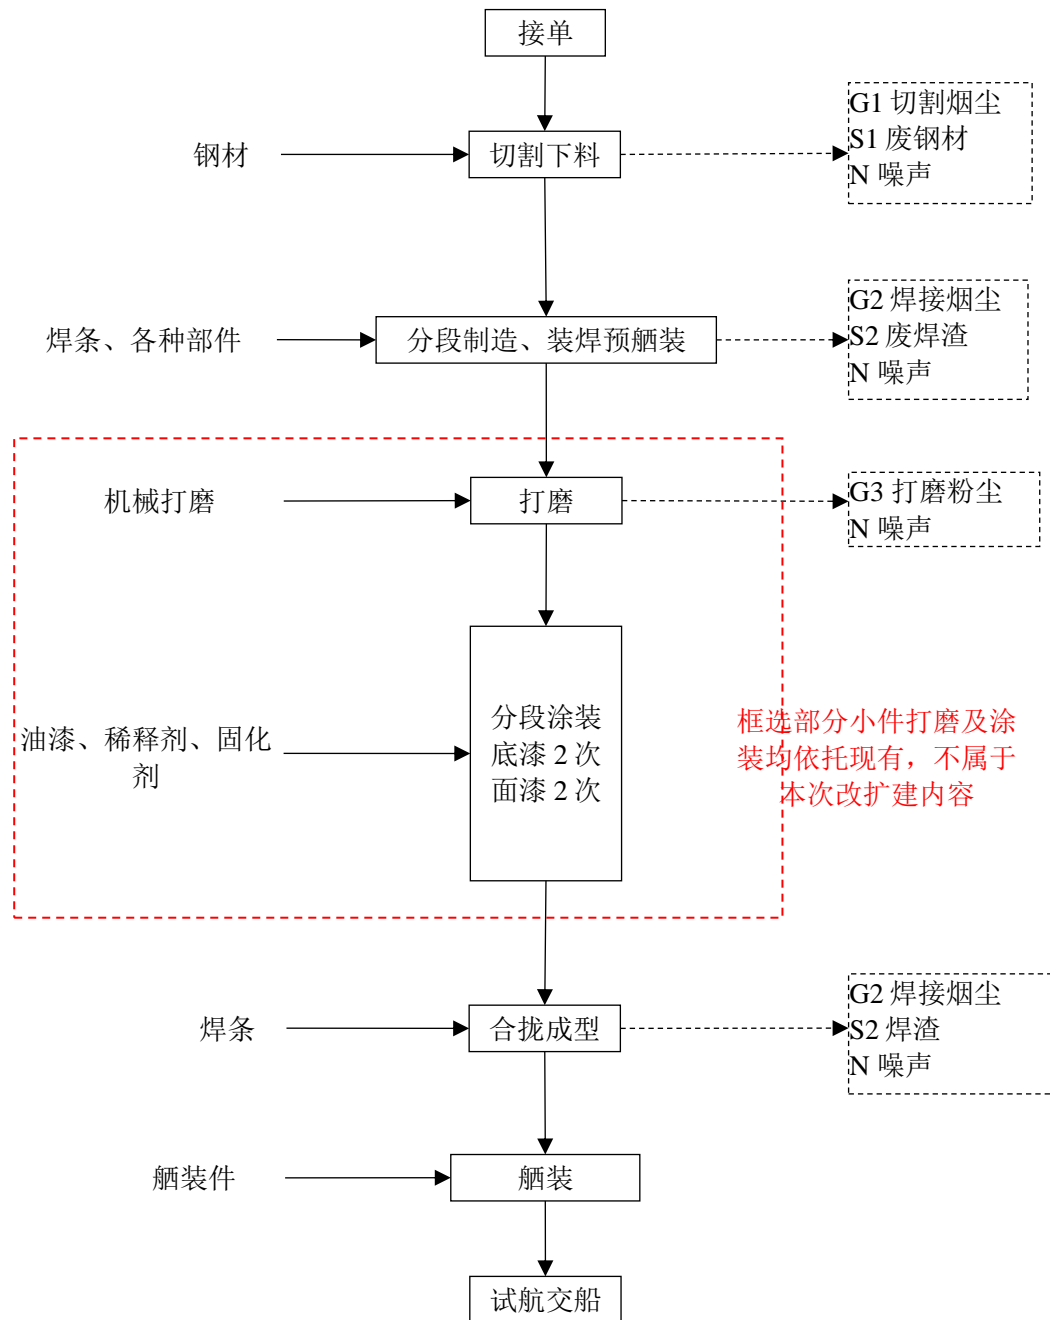 接单
钢材
切割下料
G1 切割烟尘
S1 废钢材
N 噪声
焊条、各种部件
分段制造、装焊预舾装
G2 焊接烟尘
S2 废焊渣
N 噪声
机械打磨
打磨
G3 打磨粉尘
N 噪声
油漆、稀释剂、固化
剂
分段涂装
底漆 2 次
面漆 2 次
框选部分小件打磨及涂
装均依托现有，不属于
本次改扩建内容
焊条
合拢成型
G2 焊接烟尘
S2 焊渣
N 噪声
舾装件
舾装
试航交船